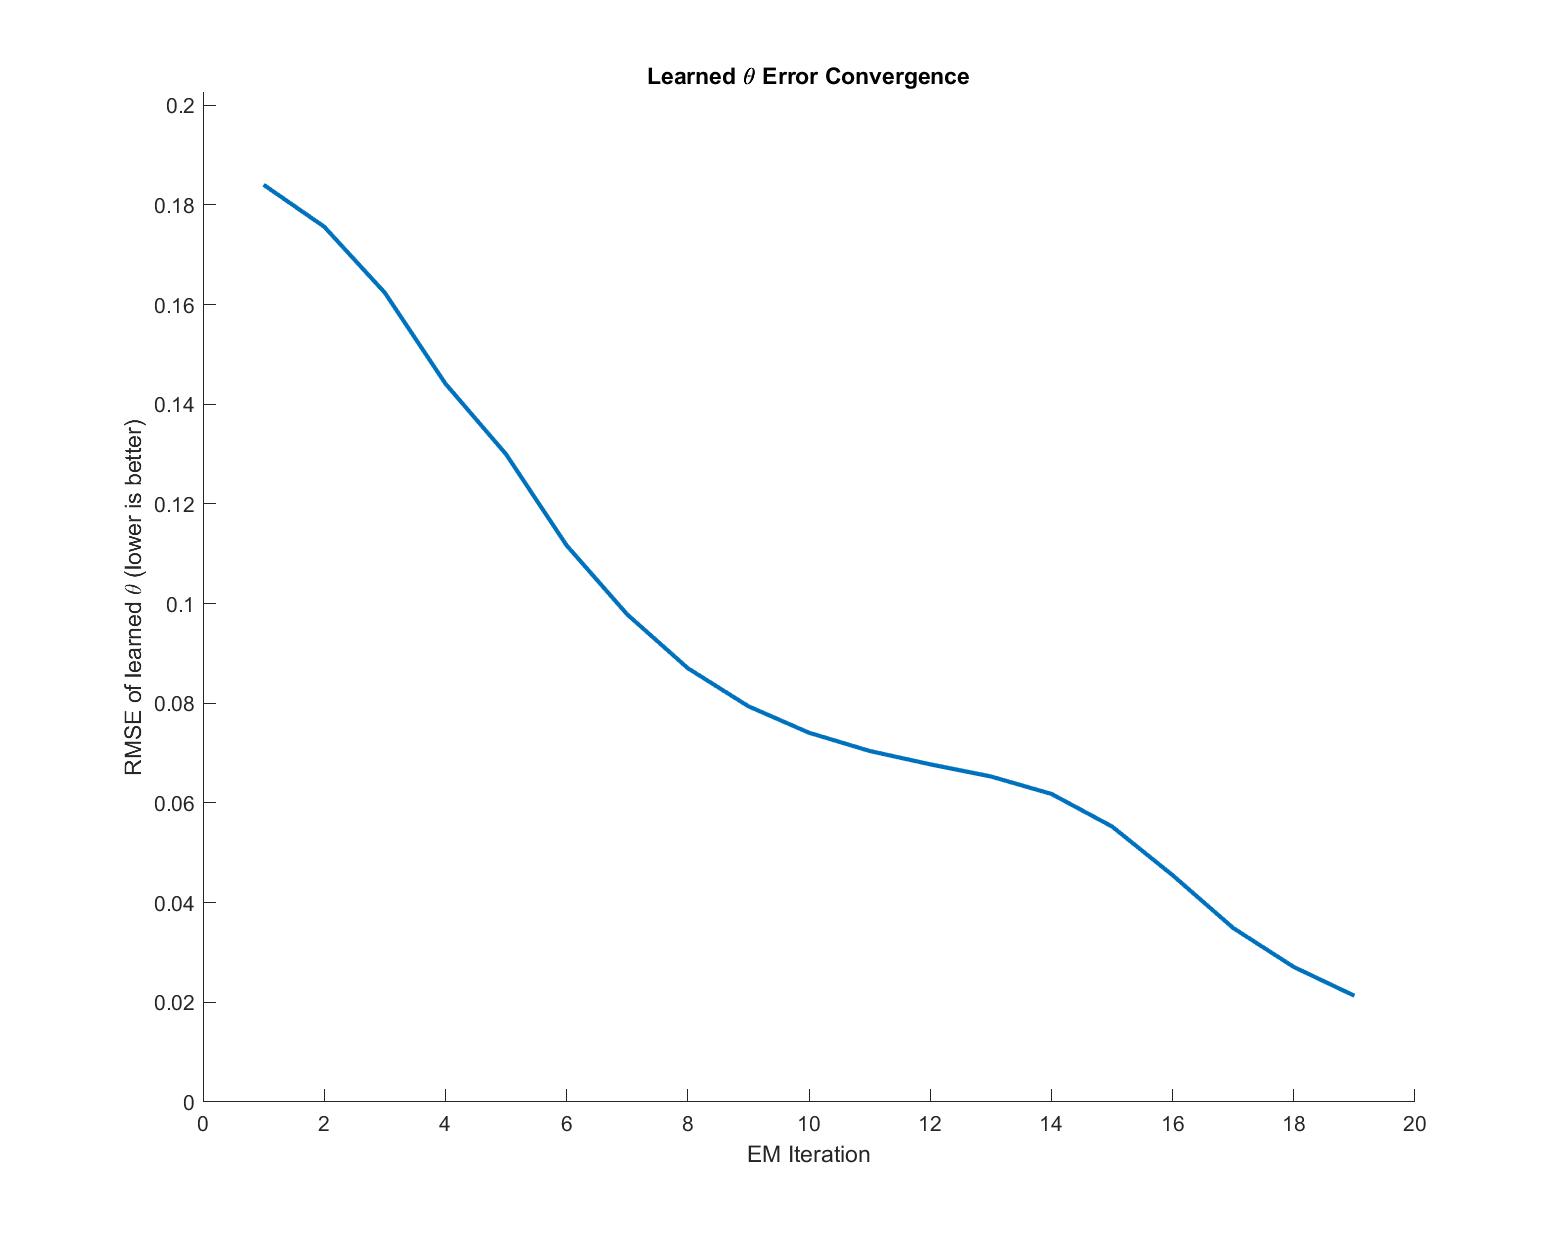 Learned θ Error Convergence
RMSE of learned θ (lower is better)
0.2
0.18
0.16
0.14
0.12
0.1
0.08
0.06
0.04
0.02
0
0 2 4 6 8 10 12 14 16 18 20
EM Iteration